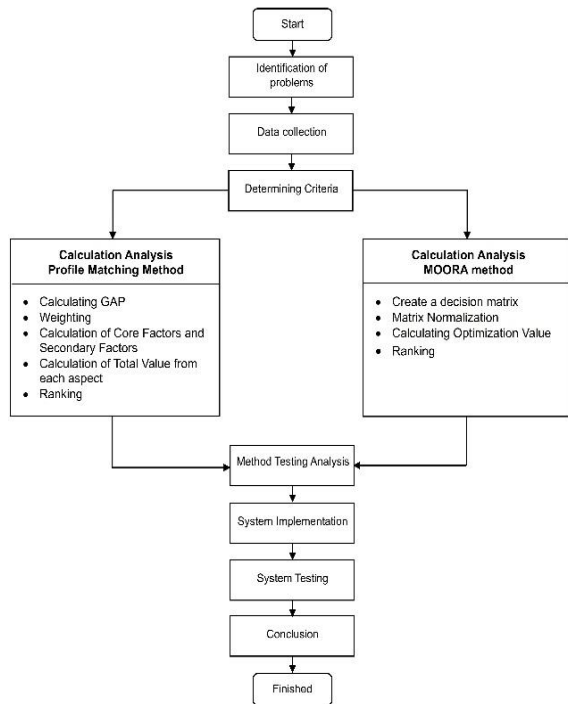 Start
Identification of
problems
Data collection
Determining Criteria
Calculation Analysis
Profile Matching Method
• Calculating GAP
• Weighting
• Calculation of Core Factors and
Secondary Factors
• Calculation of Total Value from
each aspect
• Ranking
Calculation Analysis
MOORA method
• Create a decision matrix
• Matrix Normalization
• Calculating Optimization Value
• Ranking
Method Testing Analysis
System Implementation
System Testing
Conclusion
Finished